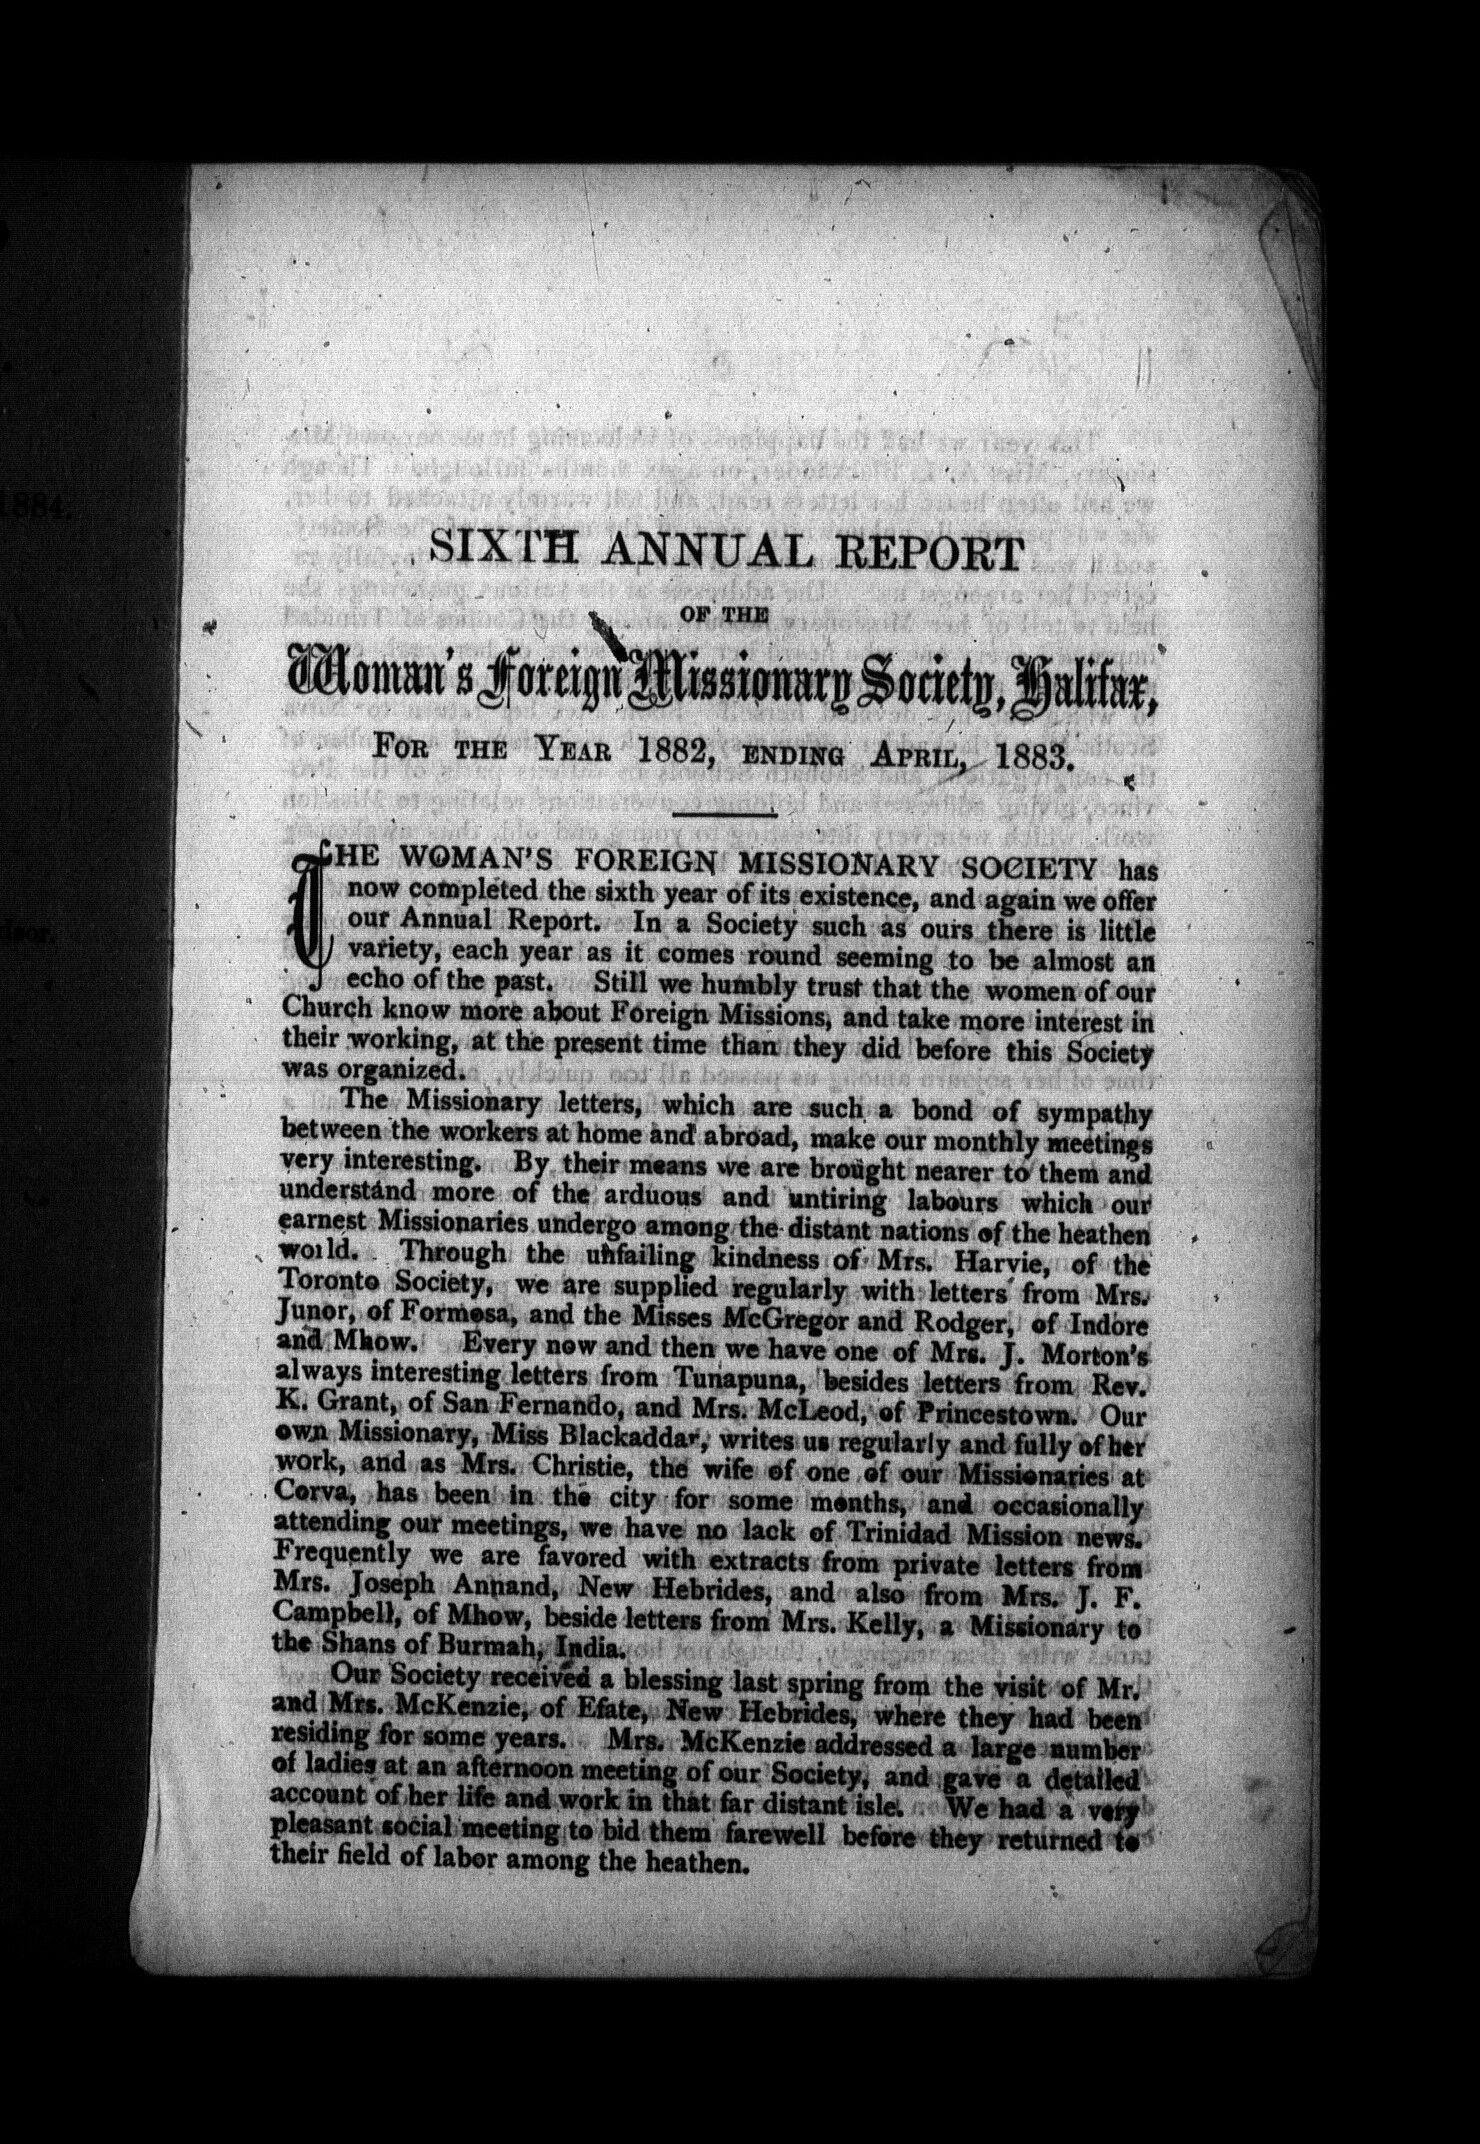 1884.
SIXTH ANNUAL REPORT
OF THE
Woman's Foreign Missionary Society, Halifax,
FOR THE YEAR 1882, ENDING APRIL, 1883.
THE WOMAN'S FOREIGN MISSIONARY SOCIETY has
now completed the sixth year of its existence, and again we offer
our Annual Report. In a Society such as ours there is little
variety, each year as it comes round seeming to be almost an
echo of the past. Still we humbly trust that the women of our
Church know more about Foreign Missions, and take more interest in
their working, at the present time than they did before this Society
was organized.
The Missionary letters, which are such a bond of sympathy
between the workers at home and abroad, make our monthly meetings
very interesting. By their means we are brought nearer to them and
understand more of the arduous and untiring labours which our
earnest Missionaries undergo among the distant nations of the heathen
world. Through the unfailing kindness of Mrs. Harvie, of the
Toronto Society, we are supplied regularly with letters from Mrs.
Junor, of Formosa, and the Misses McGregor and Rodger, of Indore
and Mhow. Every now and then we have one of Mrs. J. Morton's
always interesting letters from Tunapuna, besides letters from Rev.
K. Grant, of San Fernando, and Mrs. McLeod, of Princestown. Our
own Missionary, Miss Blackaddar, writes us regularly and fully of her
work, and as Mrs. Christie, the wife of one of our Missionaries at
Corva, has been in the city for some months, and occasionally
attending our meetings, we have no lack of Trinidad Mission news.
Frequently we are favored with extracts from private letters from
Mrs. Joseph Annand, New Hebrides, and also from Mrs. J. F.
Campbell, of Mhow, beside letters from Mrs. Kelly, a Missionary to
the Shans of Burmah, India.
Our Society received a blessing last spring from the visit of Mr.
and Mrs. McKenzie, of Efate, New Hebrides, where they had been
residing for some years. Mrs. McKenzie addressed a large number
of ladies at an afternoon meeting of our Society, and gave a detailed
account of her life and work in that far distant isle. We had a very
pleasant social meeting to bid them farewell before they returned to
their field of labor among the heathen.